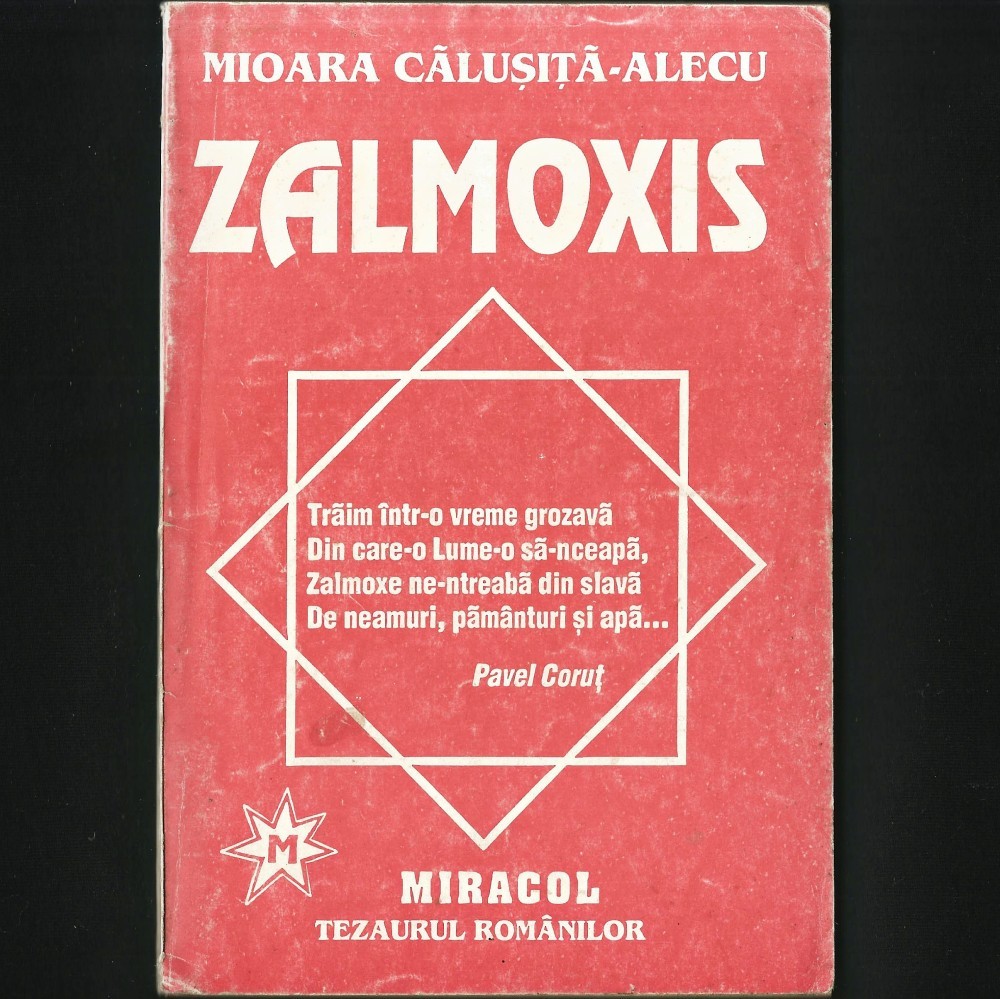 MIOARA CĂLUȘIȚĂ-ALECU
ZALMOXIS
Trăim într-o vreme grozavă
Din care-o Lume-o să-nceapă,
Zalmoxe ne-ntreabă din slavă
De neamuri, pământuri și apă...
Pavel Coruț
M
MIRACOL
TEZAURUL ROMÂNILOR